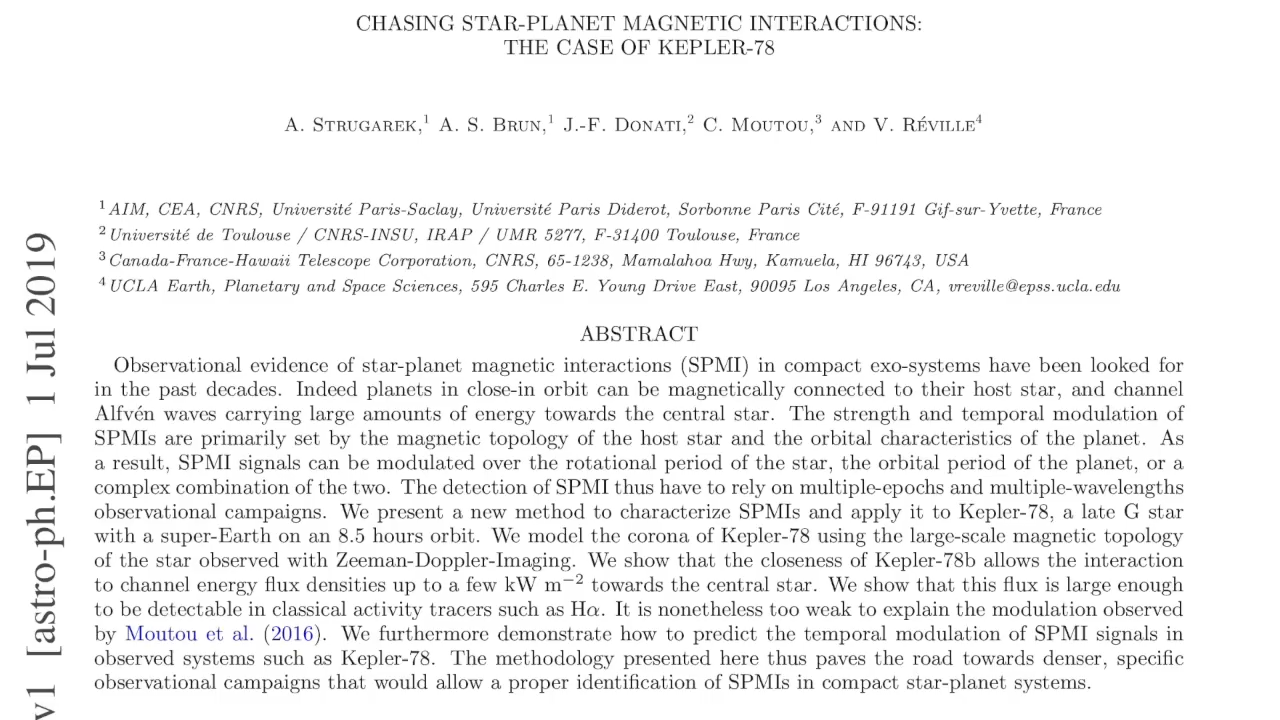 CHASING STAR-PLANET MAGNETIC INTERACTIONS:
THE CASE OF KEPLER-78
A. Strugarek,1 A. S. Brun,1 J.-F. Donati,2 C. Moutou,3 and V. Réville4
1 AIM, CEA, CNRS, Université Paris-Saclay, Université Paris Diderot, Sorbonne Paris Cité, F-91191 Gif-sur-Yvette, France
2 Université de Toulouse / CNRS-INSU, IRAP / UMR 5277, F-31400 Toulouse, France
3 Canada-France-Hawaii Telescope Corporation, CNRS, 65-1238, Mamalahoa Hwy, Kamuela, HI 96743, USA
4 UCLA Earth, Planetary and Space Sciences, 595 Charles E. Young Drive East, 90095 Los Angeles, CA, vreville@epss.ucla.edu
ABSTRACT
Observational evidence of star-planet magnetic interactions (SPMI) in compact exo-systems have been looked for
in the past decades. Indeed planets in close-in orbit can be magnetically connected to their host star, and channel
Alfvén waves carrying large amounts of energy towards the central star. The strength and temporal modulation of
SPMIs are primarily set by the magnetic topology of the host star and the orbital characteristics of the planet. As
a result, SPMI signals can be modulated over the rotational period of the star, the orbital period of the planet, or a
complex combination of the two. The detection of SPMI thus have to rely on multiple-epochs and multiple-wavelengths
observational campaigns. We present a new method to characterize SPMIs and apply it to Kepler-78, a late G star
with a super-Earth on an 8.5 hours orbit. We model the corona of Kepler-78 using the large-scale magnetic topology
of the star observed with Zeeman-Doppler-Imaging. We show that the closeness of Kepler-78b allows the interaction
to channel energy flux densities up to a few kW m−2 towards the central star. We show that this flux is large enough
to be detectable in classical activity tracers such as Hα. It is nonetheless too weak to explain the modulation observed
by Moutou et al. (2016). We furthermore demonstrate how to predict the temporal modulation of SPMI signals in
observed systems such as Kepler-78. The methodology presented here thus paves the road towards denser, specific
observational campaigns that would allow a proper identification of SPMIs in compact star-planet systems.
v1 [astro-ph.EP] 1 Jul 2019